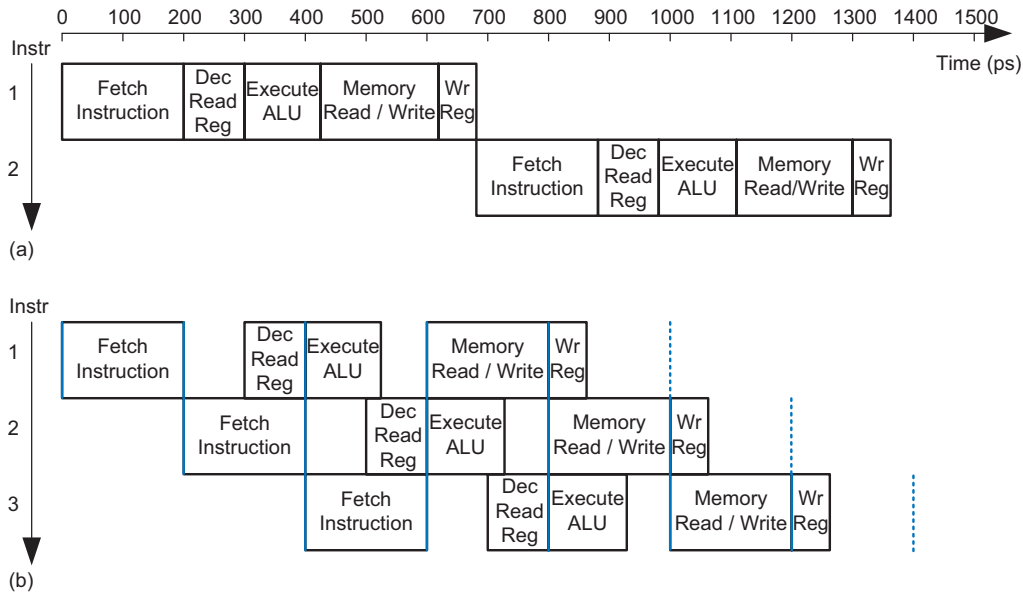 0 100 200 300 400 500 600 700 800 900 1000 1100 1200 1300 1400 1500
Instr
Time (ps)
1
Fetch
Instruction
Dec
Read
Reg
Execute
ALU
Memory
Read / Write
Wr
Reg
2
Fetch
Instruction
Dec
Read
Reg
Execute
ALU
Memory
Read/Write
Wr
Reg
(a)
Instr
1
Fetch
Instruction
Dec
Read
Reg
Execute
ALU
Memory
Read / Write
Wr
Reg
2
Fetch
Instruction
Dec
Read
Reg
Execute
ALU
Memory
Read / Write
Wr
Reg
3
Fetch
Instruction
Dec
Read
Reg
Execute
ALU
Memory
Read / Write
Wr
Reg
(b)